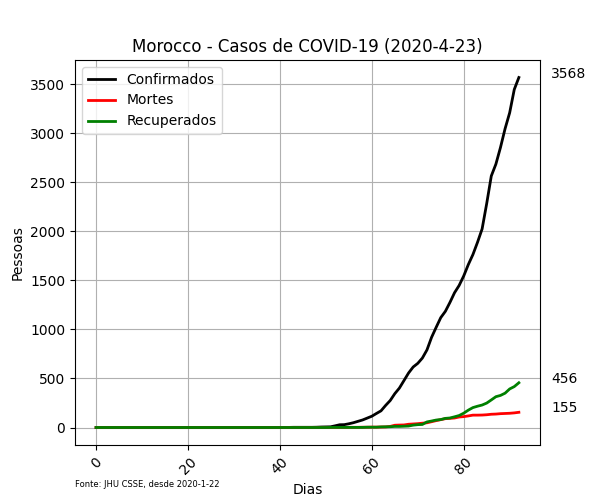 Morocco - Casos de COVID-19 (2020-4-23)
Confirmados
Mortes
Recuperados
3568
456
155
3500
3000
2500
2000
1500
1000
500
0
Pessoas
0 20 40 60 80
Fonte: JHU CSSE, desde 2020-1-22
Dias